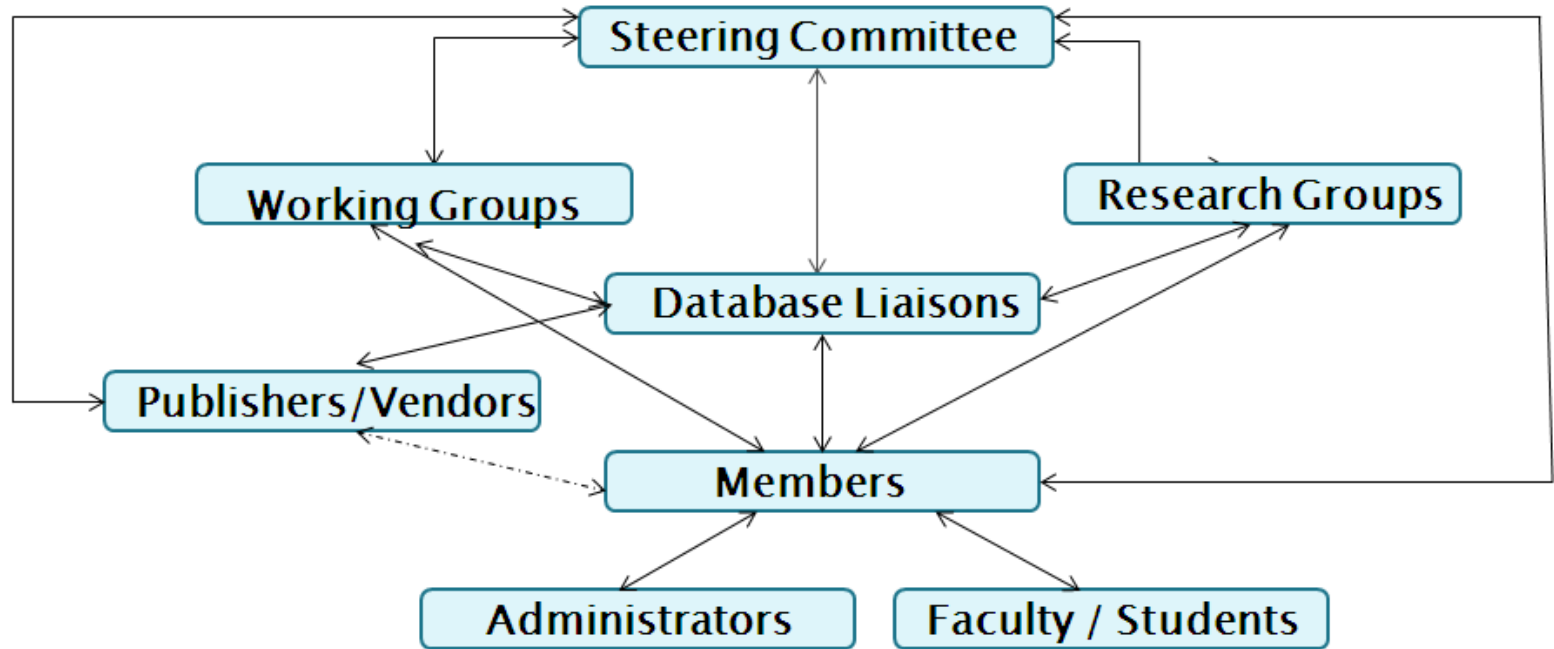 Steering Committee
Working Groups
Research Groups
Database Liaisons
Publishers/Vendors
Members
Administrators
Faculty / Students